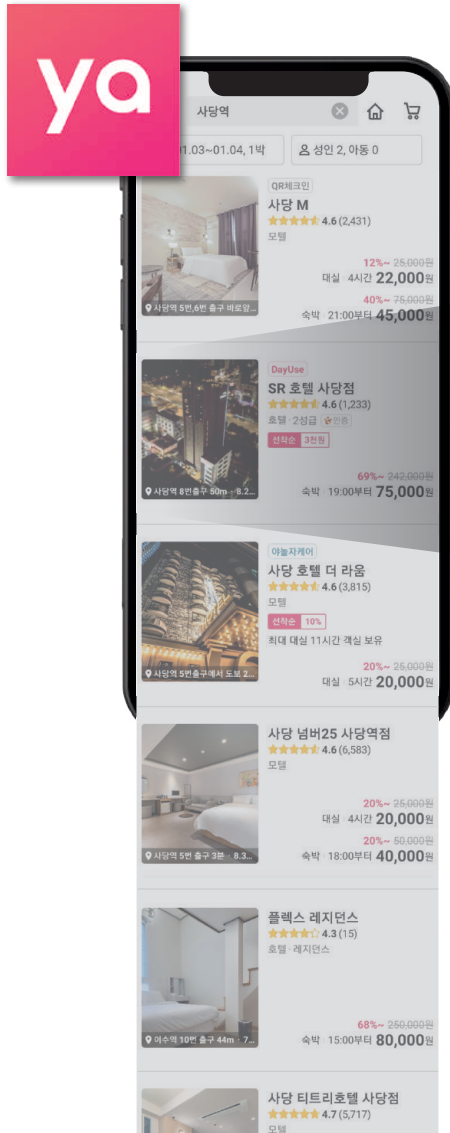 ya
사당역
1.03~01.04, 1박
성인 2, 아동 0
QR체크인
사당 M
4.6 (2,431)
모텔
12%~ 25,000원
대실 · 4시간 22,000원
40%~ 75,000원
숙박 · 21:00부터 45,000원
사당역 5번,6번 출구 바로앞...
DayUse
SR 호텔 사당점
4.6 (1,233)
호텔 · 2성급 인증
선착순 3천원
69%~ 242,000원
숙박 · 19:00부터 75,000원
사당역 8번출구 50m · 8.2...
야놀자케어
사당 호텔 더 라움
4.6 (3,815)
모텔
선착순 10%
최대 대실 11시간 객실 보유
20%~ 25,000원
대실 · 5시간 20,000원
사당역 5번출구에서 도보 2...
사당 넘버25 사당역점
4.6 (6,583)
모텔
20%~ 25,000원
대실 · 4시간 20,000원
20%~ 50,000원
숙박 · 18:00부터 40,000원
사당역 5번 출구 3분 · 8.3...
플렉스 레지던스
4.3 (15)
호텔 · 레지던스
68%~ 250,000원
숙박 · 15:00부터 80,000원
이수역 10번 출구 44m · 7...
사당 티트리호텔 사당점
4.7 (5,717)
모텔